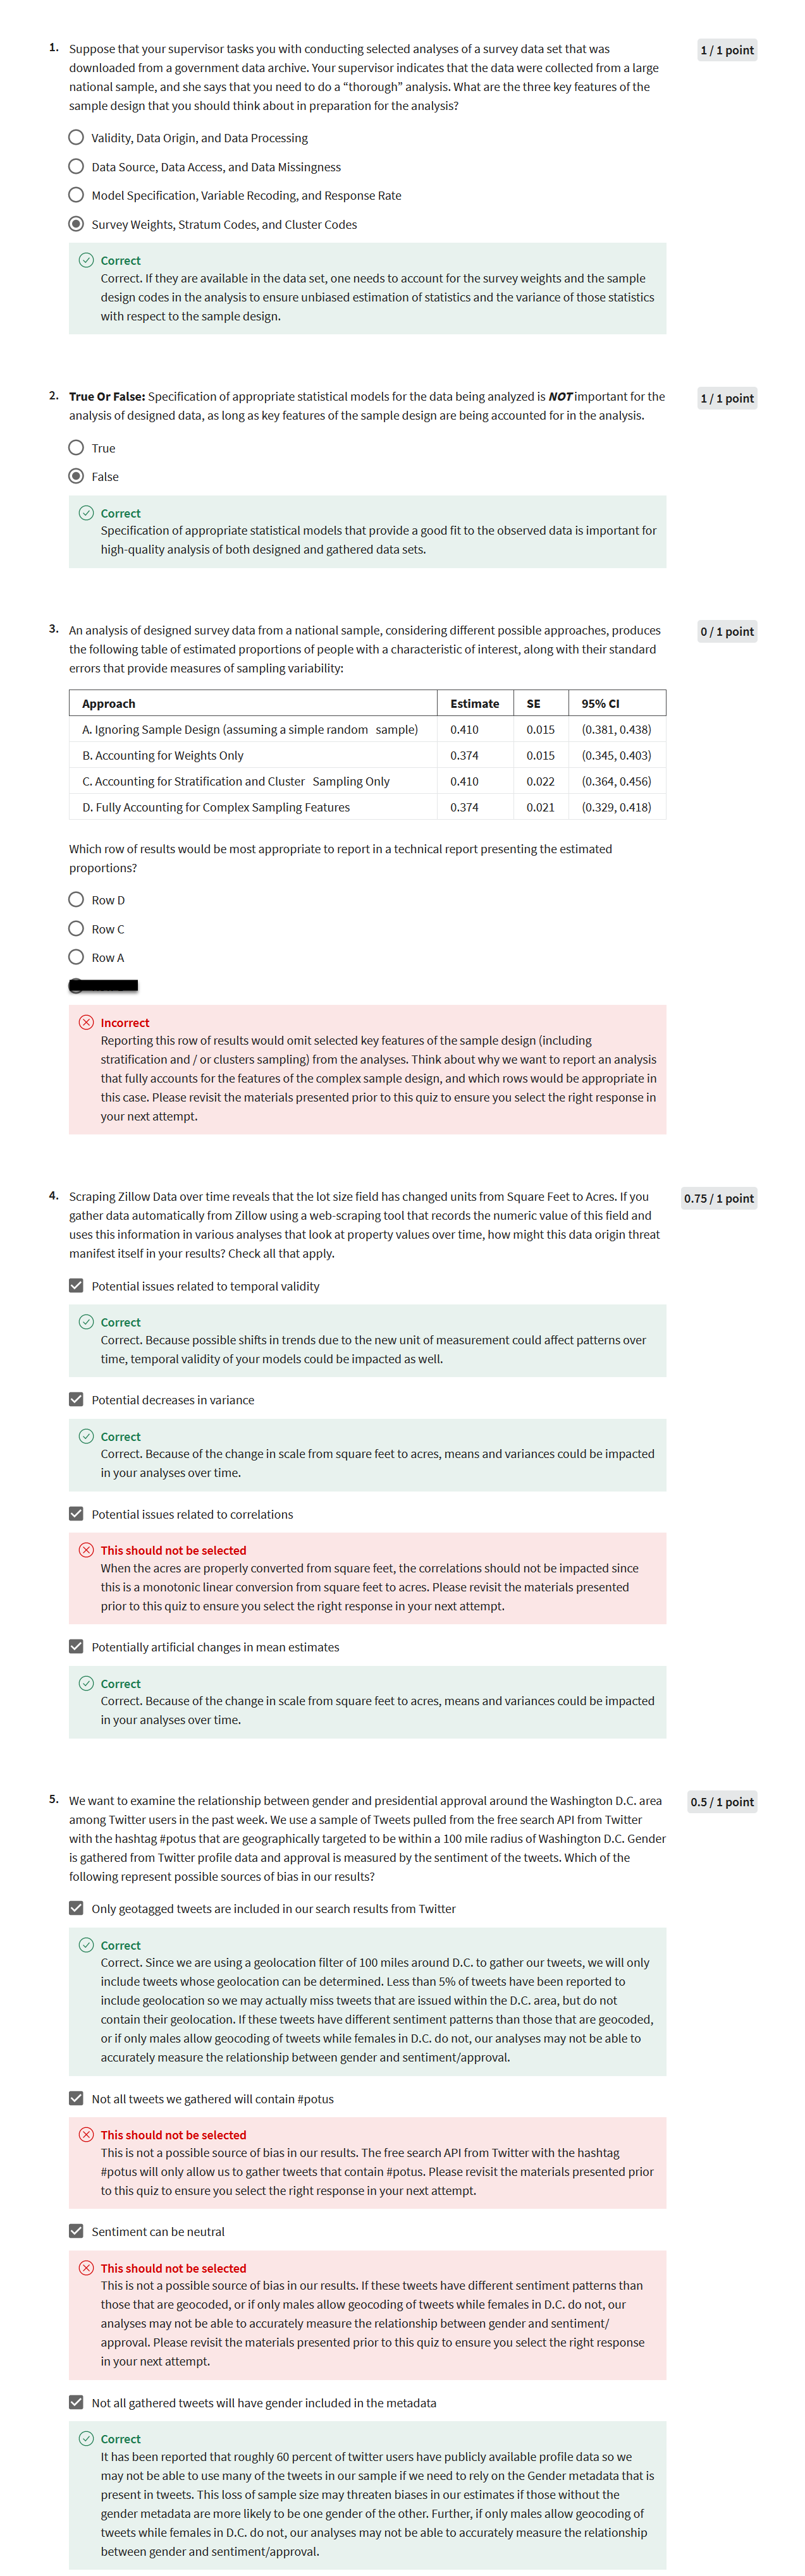 1. Suppose that your supervisor tasks you with conducting selected analyses of a survey data set that was
1 / 1 point
downloaded from a government data archive. Your supervisor indicates that the data were collected from a large
national sample, and she says that you need to do a “thorough” analysis. What are the three key features of the
sample design that you should think about in preparation for the analysis?
Validity, Data Origin, and Data Processing
Data Source, Data Access, and Data Missingness
Model Specification, Variable Recoding, and Response Rate
Survey Weights, Stratum Codes, and Cluster Codes
Correct
Correct. If they are available in the data set, one needs to account for the survey weights and the sample
design codes in the analysis to ensure unbiased estimation of statistics and the variance of those statistics
with respect to the sample design.
2. True Or False: Specification of appropriate statistical models for the data being analyzed is NOT important for the
1 / 1 point
analysis of designed data, as long as key features of the sample design are being accounted for in the analysis.
True
False
Correct
Specification of appropriate statistical models that provide a good fit to the observed data is important for
high-quality analysis of both designed and gathered data sets.
3. An analysis of designed survey data from a national sample, considering different possible approaches, produces
0 / 1 point
the following table of estimated proportions of people with a characteristic of interest, along with their standard
errors that provide measures of sampling variability:
Approach Estimate SE 95% CI
A. Ignoring Sample Design (assuming a simple random sample) 0.410 0.015 (0.381, 0.438)
B. Accounting for Weights Only 0.374 0.015 (0.345, 0.403)
C. Accounting for Stratification and Cluster Sampling Only 0.410 0.022 (0.364, 0.456)
D. Fully Accounting for Complex Sampling Features 0.374 0.021 (0.329, 0.418)
Which row of results would be most appropriate to report in a technical report presenting the estimated
proportions?
Row D
Row C
Row A
Incorrect
Reporting this row of results would omit selected key features of the sample design (including
stratification and / or clusters sampling) from the analyses. Think about why we want to report an analysis
that fully accounts for the features of the complex sample design, and which rows would be appropriate in
this case. Please revisit the materials presented prior to this quiz to ensure you select the right response in
your next attempt.
4. Scraping Zillow Data over time reveals that the lot size field has changed units from Square Feet to Acres. If you
0.75 / 1 point
gather data automatically from Zillow using a web-scraping tool that records the numeric value of this field and
uses this information in various analyses that look at property values over time, how might this data origin threat
manifest itself in your results? Check all that apply.
Potential issues related to temporal validity
Correct
Correct. Because possible shifts in trends due to the new unit of measurement could affect patterns over
time, temporal validity of your models could be impacted as well.
Potential decreases in variance
Correct
Correct. Because of the change in scale from square feet to acres, means and variances could be impacted
in your analyses over time.
Potential issues related to correlations
This should not be selected
When the acres are properly converted from square feet, the correlations should not be impacted since
this is a monotonic linear conversion from square feet to acres. Please revisit the materials presented
prior to this quiz to ensure you select the right response in your next attempt.
Potentially artificial changes in mean estimates
Correct
Correct. Because of the change in scale from square feet to acres, means and variances could be impacted
in your analyses over time.
5. We want to examine the relationship between gender and presidential approval around the Washington D.C. area
0.5 / 1 point
among Twitter users in the past week. We use a sample of Tweets pulled from the free search API from Twitter
with the hashtag #potus that are geographically targeted to be within a 100 mile radius of Washington D.C. Gender
is gathered from Twitter profile data and approval is measured by the sentiment of the tweets. Which of the
following represent possible sources of bias in our results?
Only geotagged tweets are included in our search results from Twitter
Correct
Correct. Since we are using a geolocation filter of 100 miles around D.C. to gather our tweets, we will only
include tweets whose geolocation can be determined. Less than 5% of tweets have been reported to
include geolocation so we may actually miss tweets that are issued within the D.C. area, but do not
contain their geolocation. If these tweets have different sentiment patterns than those that are geocoded,
or if only males allow geocoding of tweets while females in D.C. do not, our analyses may not be able to
accurately measure the relationship between gender and sentiment/approval.
Not all tweets we gathered will contain #potus
This should not be selected
This is not a possible source of bias in our results. The free search API from Twitter with the hashtag
#potus will only allow us to gather tweets that contain #potus. Please revisit the materials presented prior
to this quiz to ensure you select the right response in your next attempt.
Sentiment can be neutral
This should not be selected
This is not a possible source of bias in our results. If these tweets have different sentiment patterns than
those that are geocoded, or if only males allow geocoding of tweets while females in D.C. do not, our
analyses may not be able to accurately measure the relationship between gender and sentiment/
approval. Please revisit the materials presented prior to this quiz to ensure you select the right response
in your next attempt.
Not all gathered tweets will have gender included in the metadata
Correct
It has been reported that roughly 60 percent of twitter users have publicly available profile data so we
may not be able to use many of the tweets in our sample if we need to rely on the Gender metadata that is
present in tweets. This loss of sample size may threaten biases in our estimates if those without the
gender metadata are more likely to be one gender of the other. Further, if only males allow geocoding of
tweets while females in D.C. do not, our analyses may not be able to accurately measure the relationship
between gender and sentiment/approval.